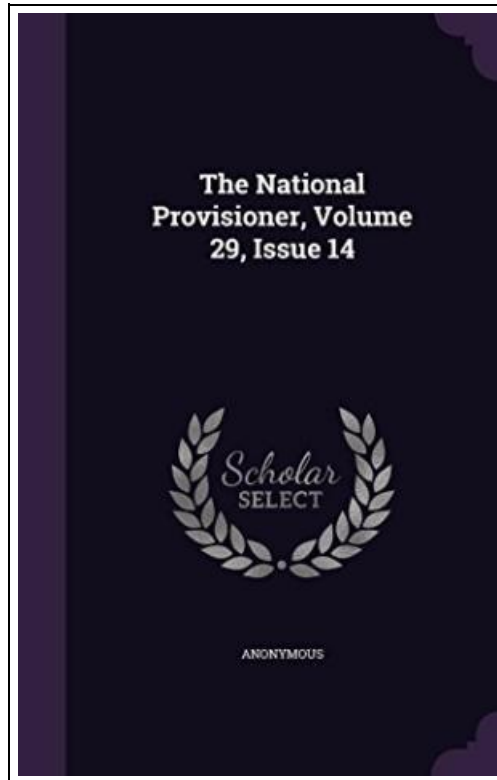 The National
Provisioner, Volume
29, Issue 14
Scholar
SELECT
ANONYMOUS